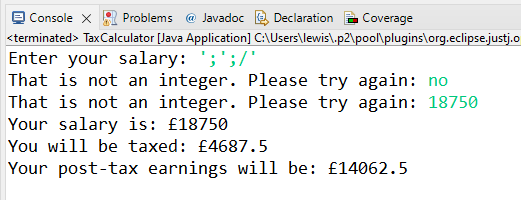 Console Problems Javadoc Declaration Coverage
<terminated> TaxCalculator [Java Application] C:\Users\lewis\.p2\pool\plugins\org.eclipse.justj.o
Enter your salary: ';';/'
That is not an integer. Please try again: no
That is not an integer. Please try again: 18750
Your salary is: £18750
You will be taxed: £4687.5
Your post-tax earnings will be: £14062.5